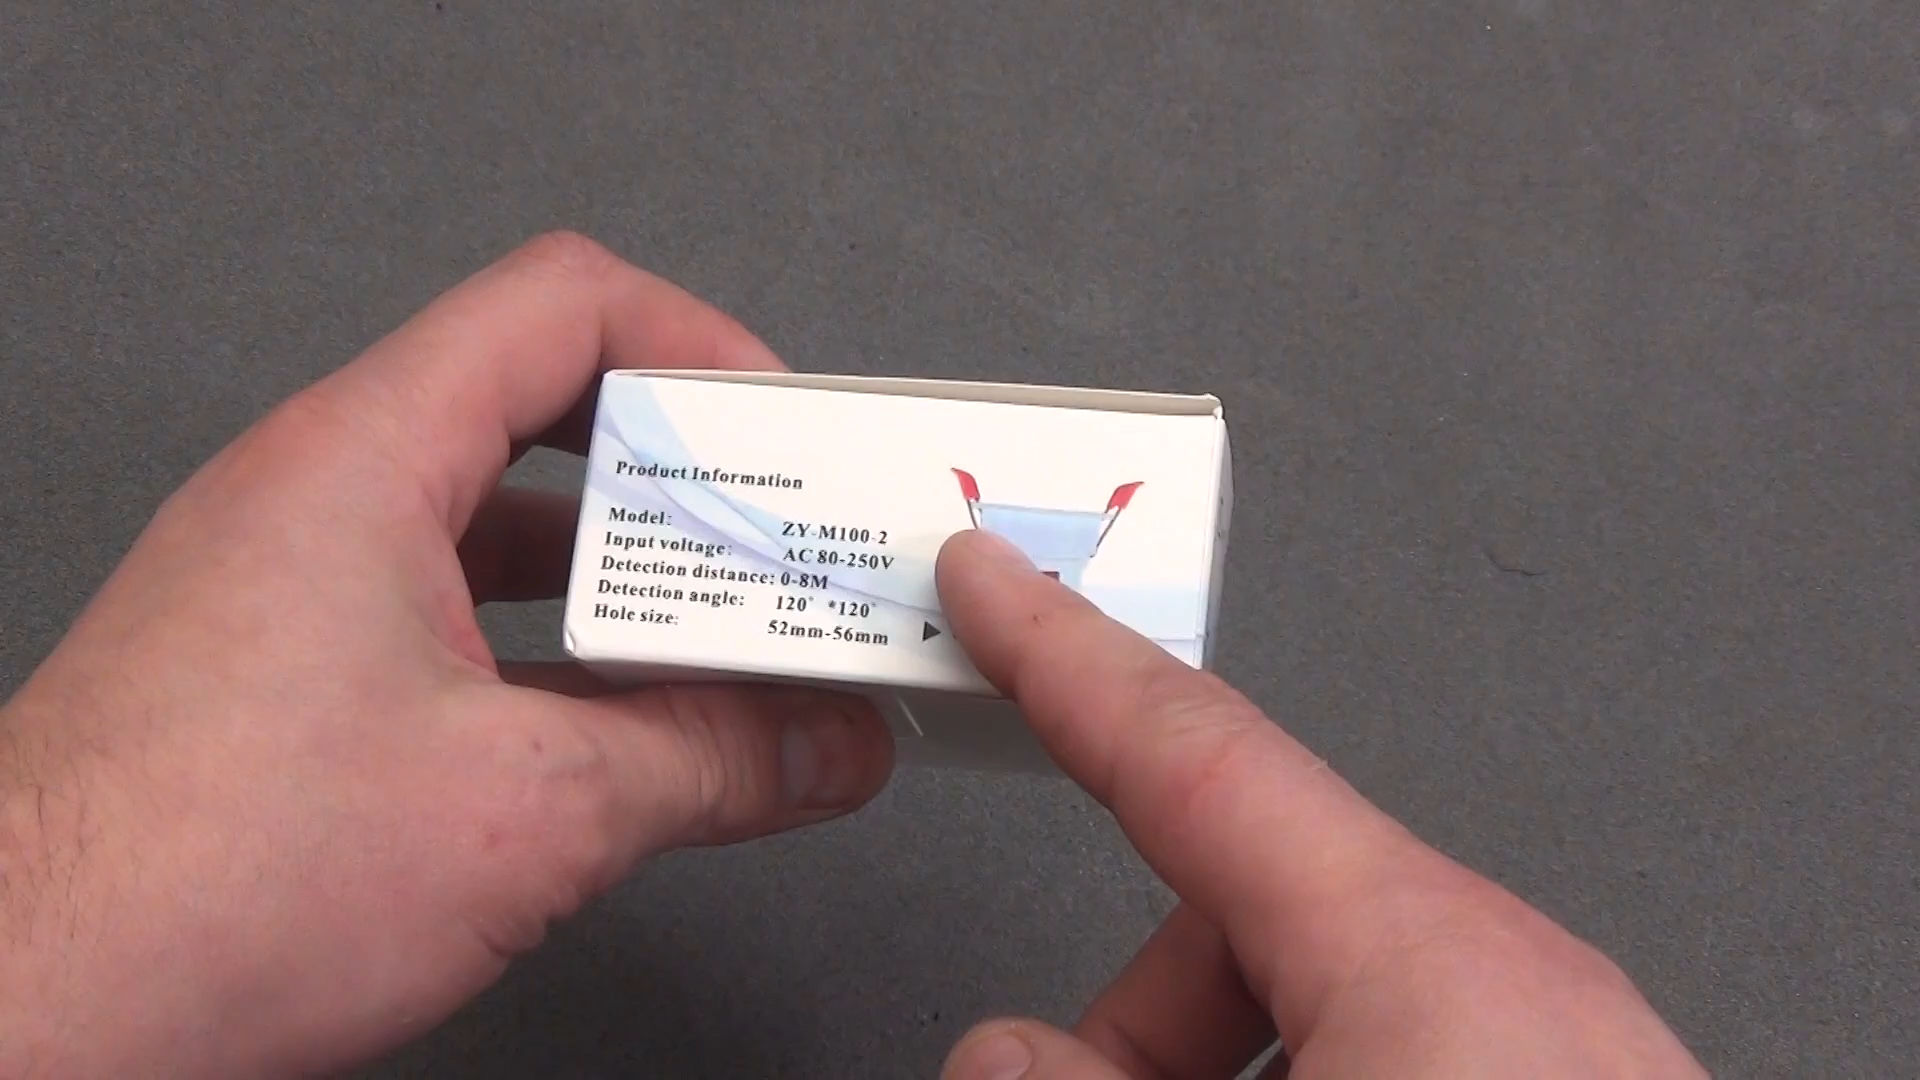 Product Information
Model: ZY-M100-2
Input voltage: AC 80-250V
Detection distance: 0-8M
Detection angle: 120° *120°
Hole size: 52mm-56mm